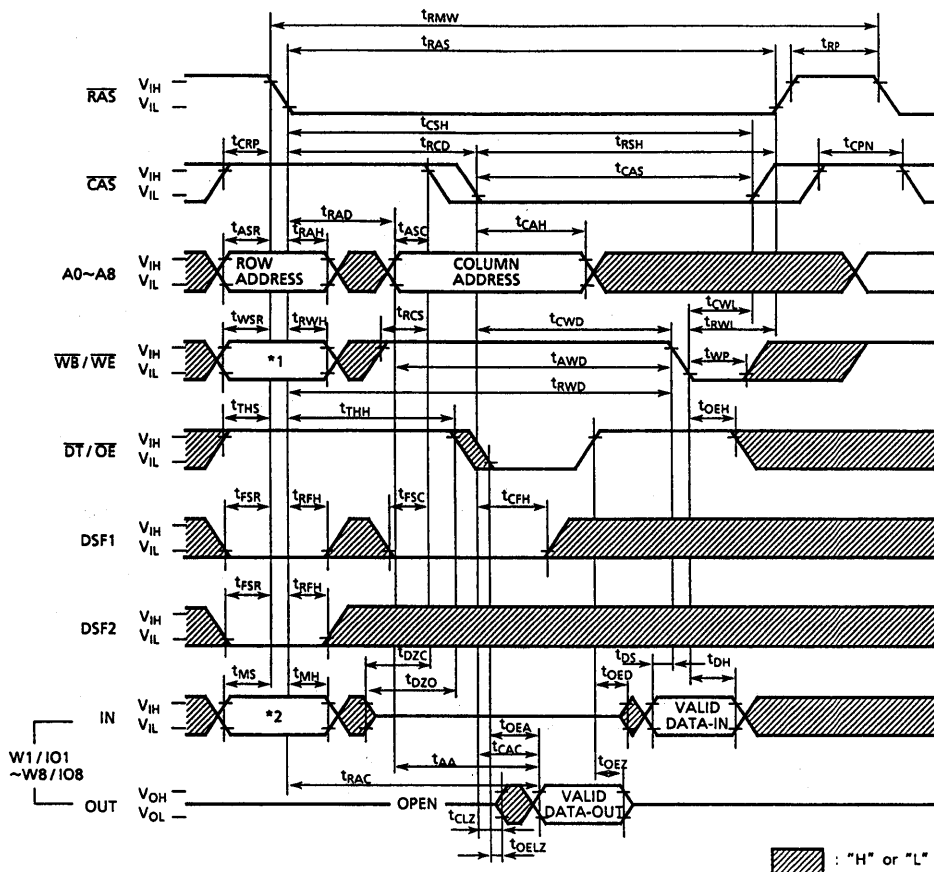 tRMW
tRAS
tRP
RAS
VIH
VIL
tCSH
tCRP
tRCD
tRSH
tCPN
CAS
VIH
VIL
tCAS
tRAD
tASR
tRAH
tASC
tCAH
A0~A8
VIH
VIL
ROW
ADDRESS
COLUMN
ADDRESS
tCWL
tWSR
tRWH
tRCS
tCWD
tRWL
WB/WE
VIH
VIL
*1
tAWD
tWP
tRWD
tTHS
tTHH
tOEH
DT/OE
VIH
VIL
tFSR
tRFH
tFSC
tCFH
DSF1
VIH
VIL
tFSR
tRFH
DSF2
VIH
VIL
tDZC
tMS
tMH
tDZO
tOED
tDS
tDH
IN
VIH
VIL
*2
VALID
DATA-IN
tOEA
tCAC
tAA
tOEZ
W1/IO1
~W8/IO8
tRAC
OUT
VOH
VOL
OPEN
VALID
DATA-OUT
tCLZ
tOELZ
: "H" or "L"